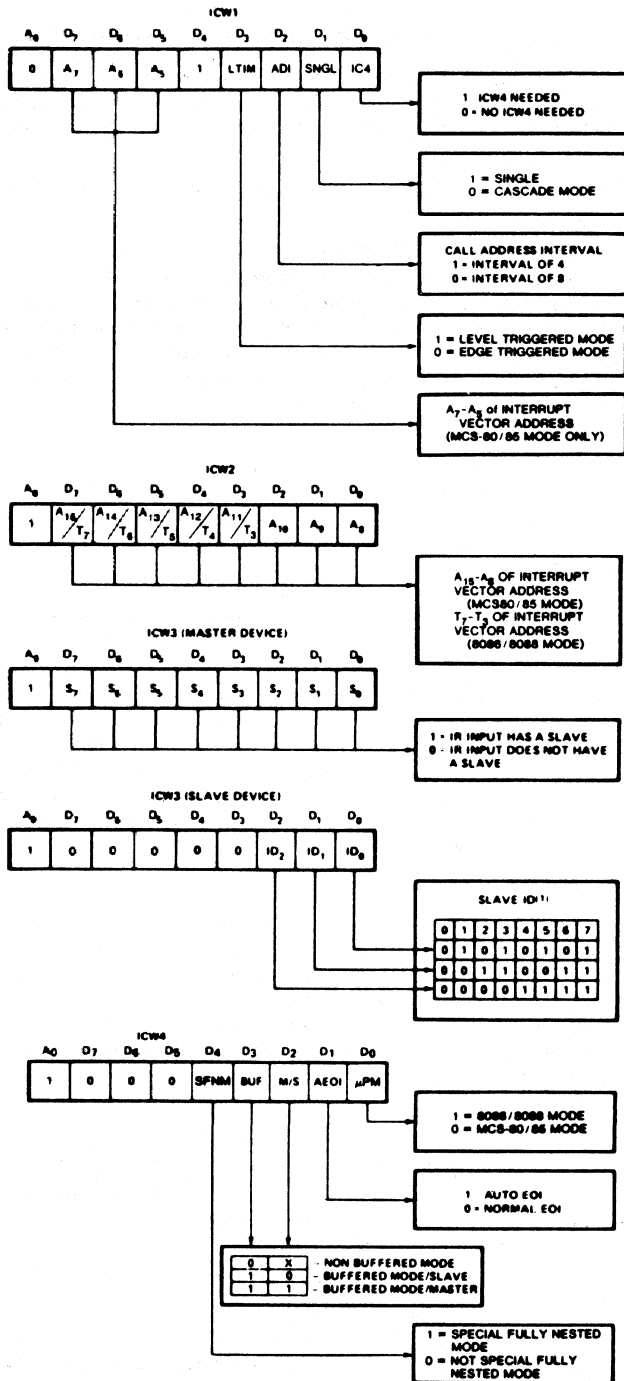 ICW1
A0 D7 D6 D5 D4 D3 D2 D1 D0
0 A7 A6 A5 1 LTIM ADI SNGL IC4
1 ICW4 NEEDED
0 = NO ICW4 NEEDED
1 = SINGLE
0 = CASCADE MODE
CALL ADDRESS INTERVAL
1 = INTERVAL OF 4
0 = INTERVAL OF 8
1 = LEVEL TRIGGERED MODE
0 = EDGE TRIGGERED MODE
A7-A5 of INTERRUPT
VECTOR ADDRESS
(MCS-80/85 MODE ONLY)
ICW2
A0 D7 D6 D5 D4 D3 D2 D1 D0
1 A15/T7 A14/T6 A13/T5 A12/T4 A11/T3 A10 A9 A8
A15-A8 OF INTERRUPT
VECTOR ADDRESS
(MCS80/85 MODE)
T7-T3 OF INTERRUPT
VECTOR ADDRESS
(8086/8088 MODE)
ICW3 (MASTER DEVICE)
A0 D7 D6 D5 D4 D3 D2 D1 D0
1 S7 S6 S5 S4 S3 S2 S1 S0
1 - IR INPUT HAS A SLAVE
0 - IR INPUT DOES NOT HAVE
A SLAVE
ICW3 (SLAVE DEVICE)
A0 D7 D6 D5 D4 D3 D2 D1 D0
1 0 0 0 0 0 ID2 ID1 ID0
SLAVE ID(1)
0 1 2 3 4 5 6 7
0 1 0 1 0 1 0 1
0 0 1 1 0 0 1 1
0 0 0 0 1 1 1 1
ICW4
A0 D7 D6 D5 D4 D3 D2 D1 D0
1 0 0 0 SFNM BUF M/S AEOI µPM
1 = 8086/8088 MODE
0 = MCS-80/85 MODE
1 AUTO EOI
0 = NORMAL EOI
0 X - NON BUFFERED MODE
1 0 - BUFFERED MODE/SLAVE
1 1 - BUFFERED MODE/MASTER
1 = SPECIAL FULLY NESTED
MODE
0 = NOT SPECIAL FULLY
NESTED MODE